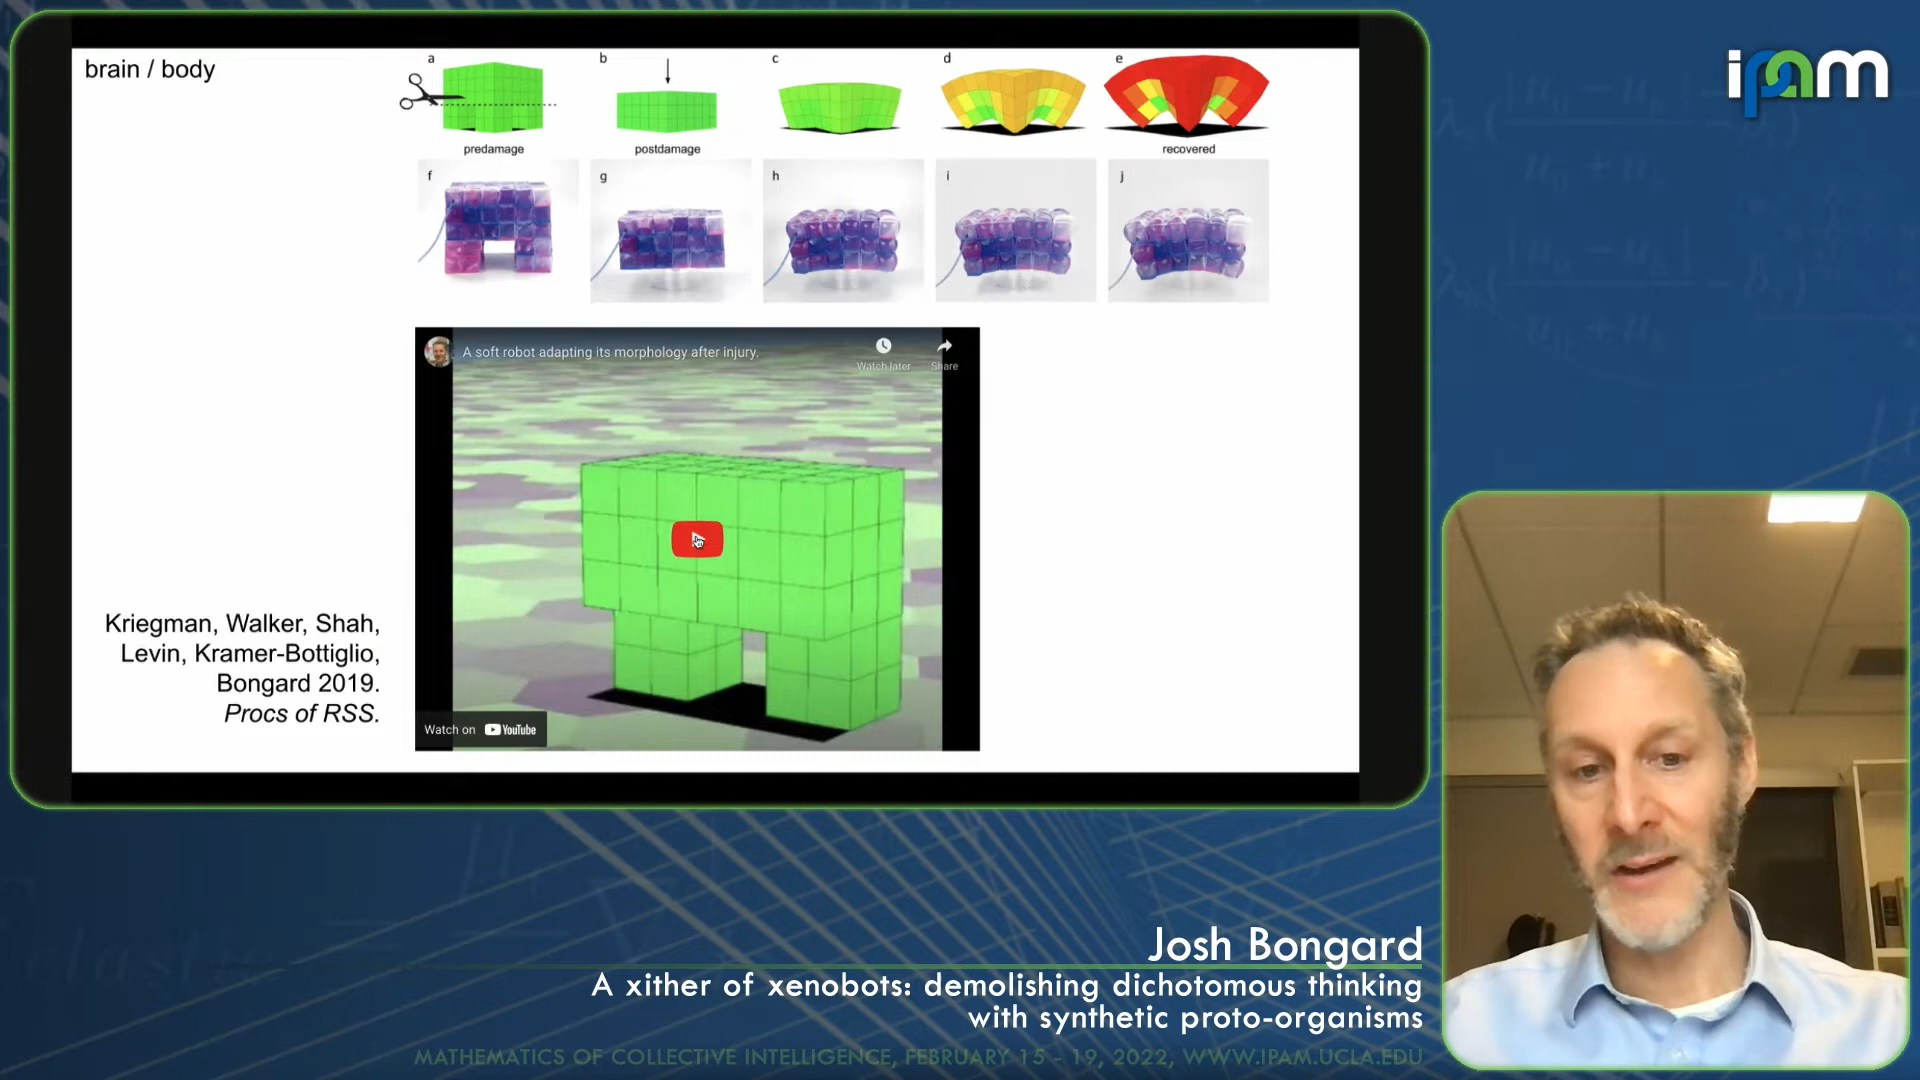 brain / body
a
b
c
d
e
predamage
postdamage
recovered
f
g
h
i
j
A soft robot adapting its morphology after injury.
Watch later
Share
Watch on YouTube
Kriegman, Walker, Shah,
Levin, Kramer-Bottiglio,
Bongard 2019.
Procs of RSS.
ipam
Josh Bongard
A xither of xenobots: demolishing dichotomous thinking
with synthetic proto-organisms
MATHEMATICS OF COLLECTIVE INTELLIGENCE, FEBRUARY 15 - 19, 2022, WWW.IPAM.UCLA.EDU